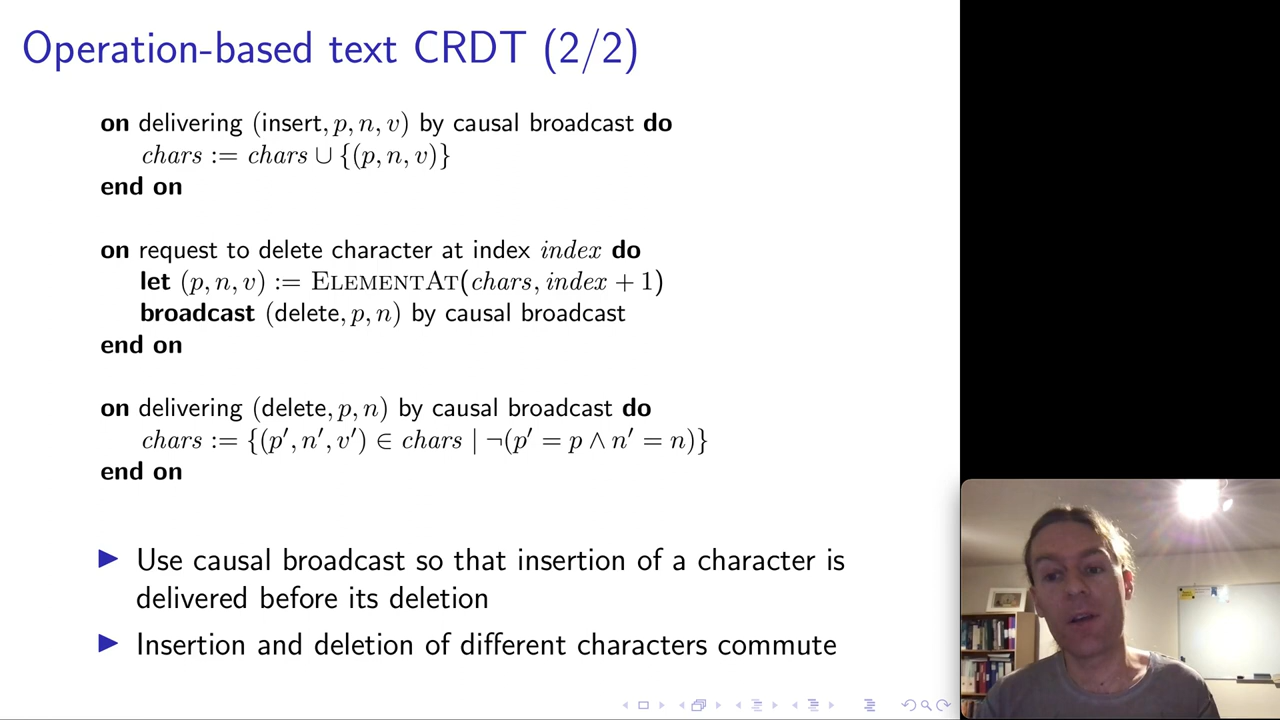 Operation-based text CRDT (2/2)
on delivering (insert, p, n, v) by causal broadcast do
chars := chars ∪ {(p, n, v)}
end on
on request to delete character at index index do
let (p, n, v) := ELEMENTAT(chars, index + 1)
broadcast (delete, p, n) by causal broadcast
end on
on delivering (delete, p, n) by causal broadcast do
chars := {(p′, n′, v′) ∈ chars | ¬(p′ = p ∧ n′ = n)}
end on
▶ Use causal broadcast so that insertion of a character is
delivered before its deletion
▶ Insertion and deletion of different characters commute